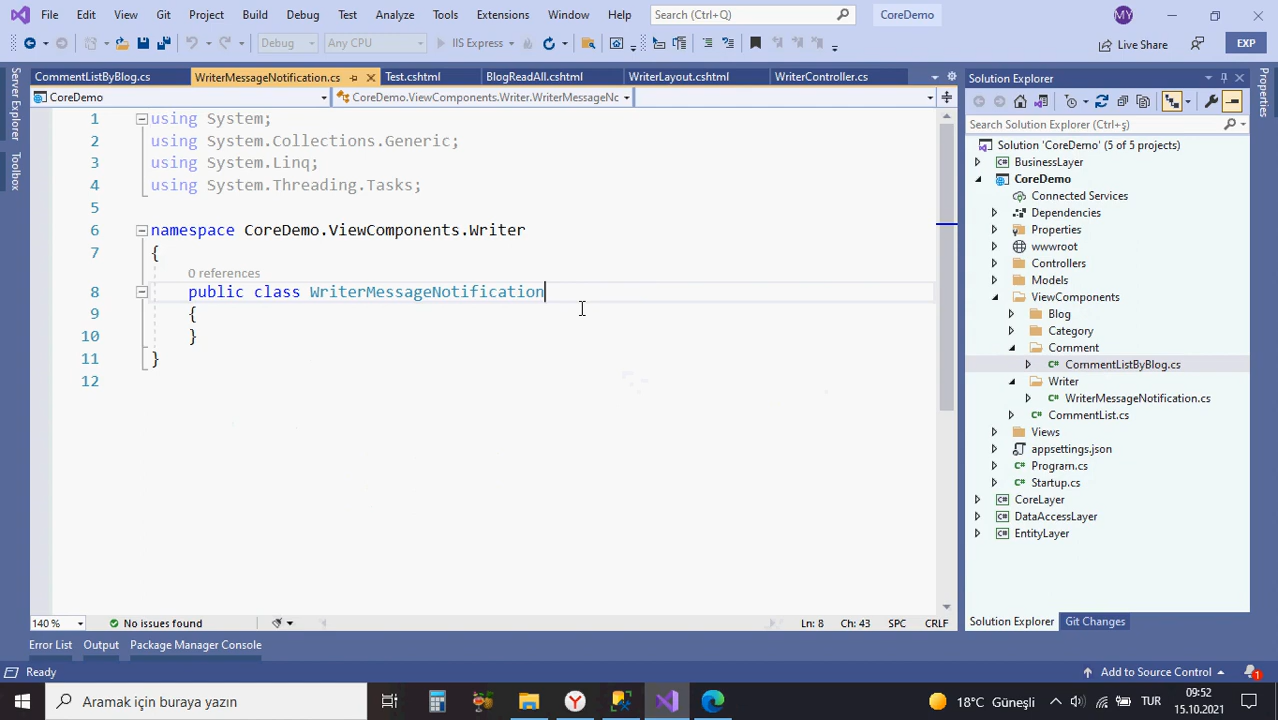 File Edit View Git Project Build Debug Test Analyze Tools Extensions Window Help Search (Ctrl+Q) CoreDemo MY
Debug Any CPU IIS Express Live Share EXP
CommentListByBlog.cs WriterMessageNotification.cs Test.cshtml BlogReadAll.cshtml WriterLayout.cshtml WriterController.cs Solution Explorer
CoreDemo CoreDemo.ViewComponents.Writer.WriterMessageNc
Server Explorer
Toolbox
Properties
1 using System;
2 using System.Collections.Generic;
3 using System.Linq;
4 using System.Threading.Tasks;
5
6 namespace CoreDemo.ViewComponents.Writer
7 {
0 references
8 public class WriterMessageNotification
9 {
10 }
11 }
12
Search Solution Explorer (Ctrl+ş)
Solution 'CoreDemo' (5 of 5 projects)
BusinessLayer
CoreDemo
Connected Services
Dependencies
Properties
wwwroot
Controllers
Models
ViewComponents
Blog
Category
Comment
C# CommentListByBlog.cs
Writer
C# WriterMessageNotification.cs
C# CommentList.cs
Views
appsettings.json
C# Program.cs
C# Startup.cs
C# CoreLayer
C# DataAccessLayer
C# EntityLayer
140 % No issues found Ln: 8 Ch: 43 SPC CRLF
Solution Explorer Git Changes
Error List Output Package Manager Console
Ready Add to Source Control 1
Aramak için buraya yazın 18°C Güneşli TUR 09:52
15.10.2021